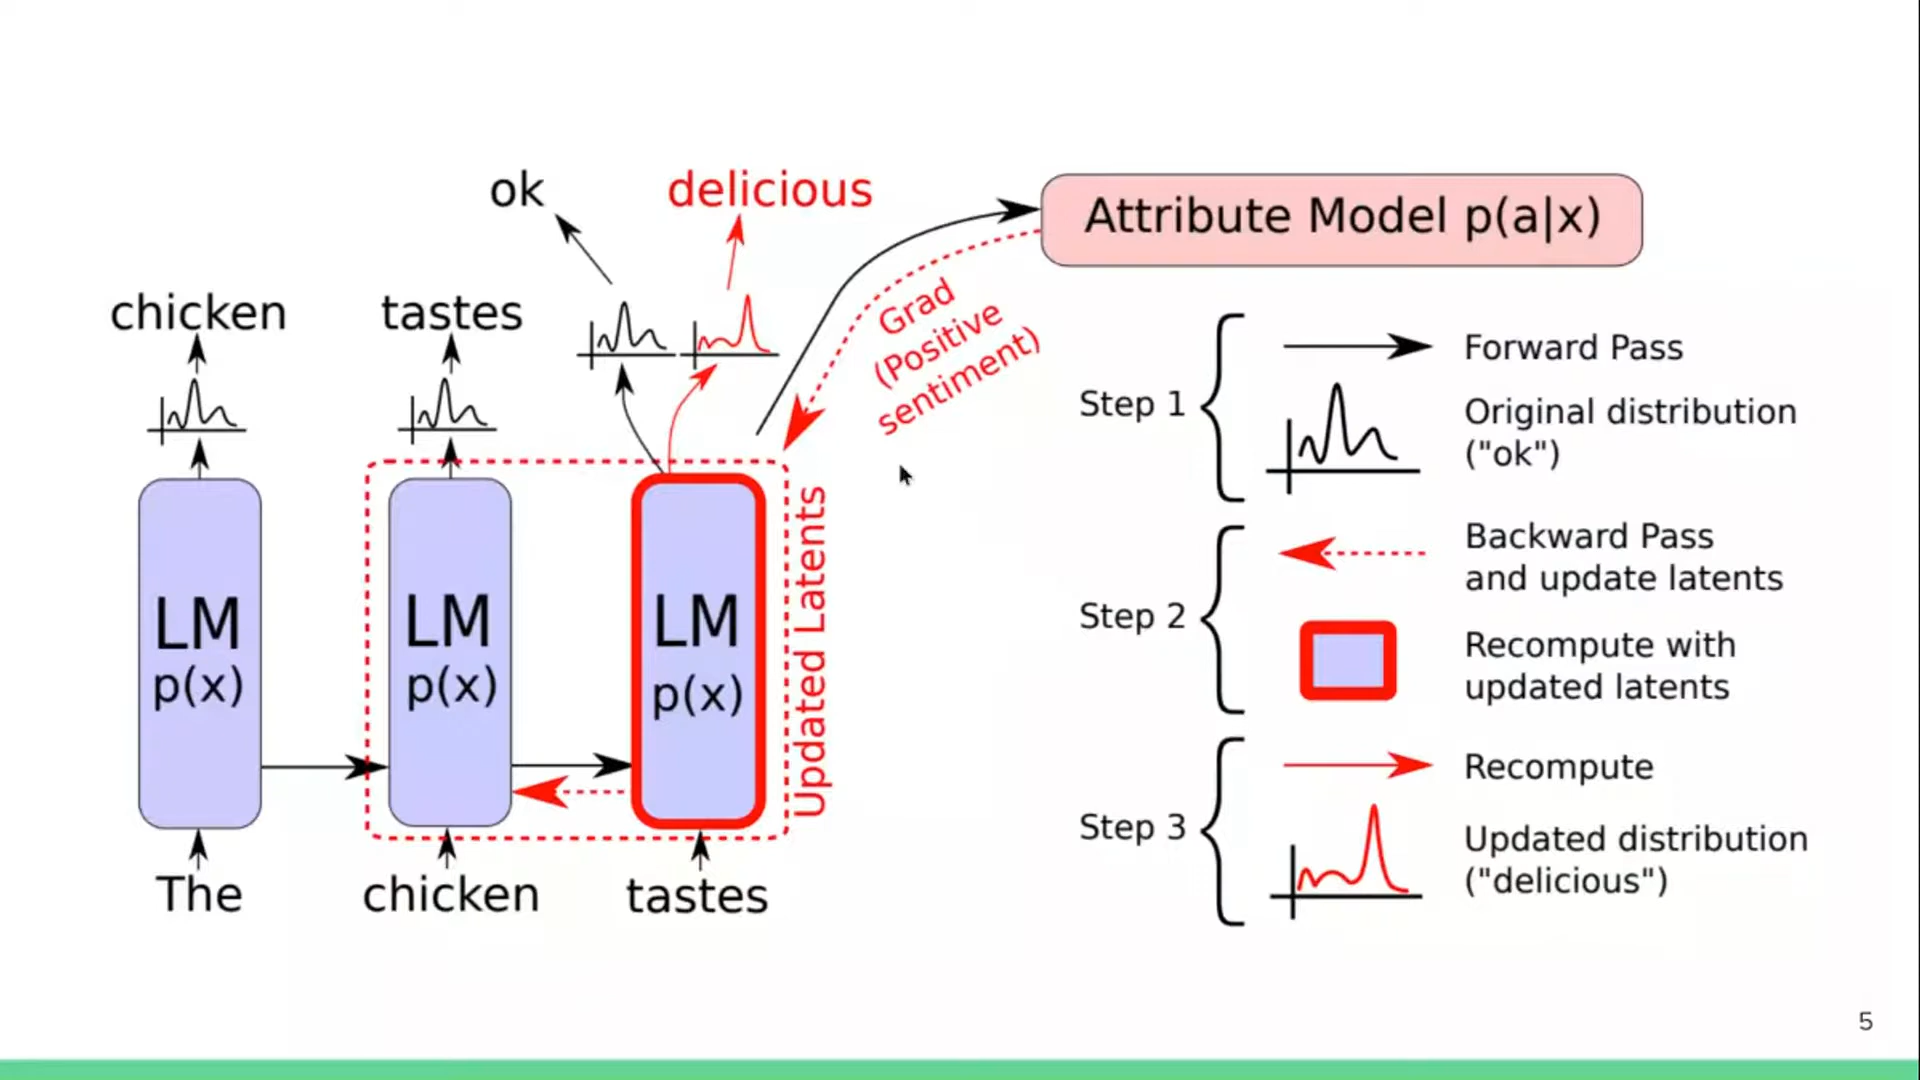 ok
delicious
Attribute Model p(a|x)
chicken
tastes
Grad
(Positive
sentiment)
LM
p(x)
LM
p(x)
LM
p(x)
Updated Latents
The
chicken
tastes
Step 1
Forward Pass
Original distribution
("ok")
Step 2
Backward Pass
and update latents
Recompute with
updated latents
Step 3
Recompute
Updated distribution
("delicious")
5